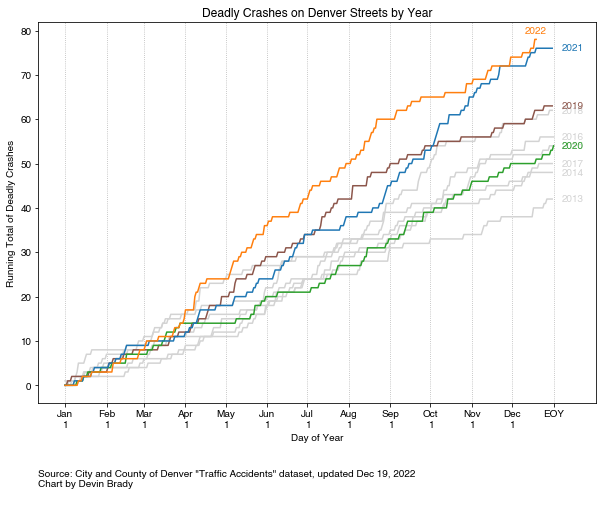 Deadly Crashes on Denver Streets by Year
2022
80
2021
70
2019
2018
60
2016
2020
50
2017
2014
2013
40
30
20
10
0
Running Total of Deadly Crashes
Jan Feb Mar Apr May Jun Jul Aug Sep Oct Nov Dec EOY
1 1 1 1 1 1 1 1 1 1 1 1
Day of Year
Source: City and County of Denver "Traffic Accidents" dataset, updated Dec 19, 2022
Chart by Devin Brady